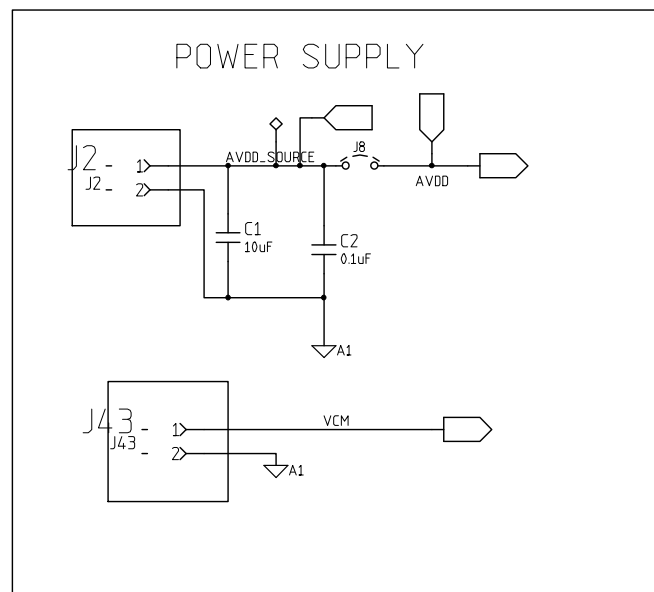 POWER SUPPLY
J8
AVDD_SOURCE
J2 - 1
J2 - 2
AVDD
C1
10uF
C2
0.1uF
A1
J43 - 1
VCM
J43 - 2
A1